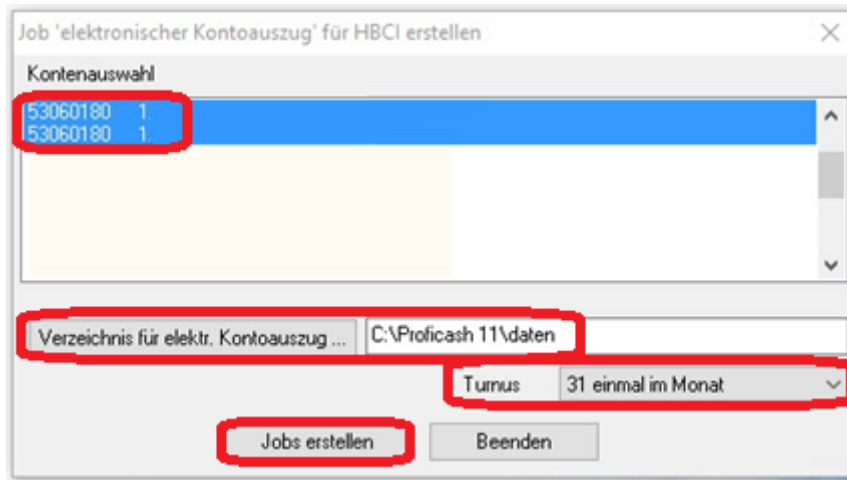 Job 'elektronischer Kontoauszug' für HBCI erstellen
Kontenauswahl
53060180 1.
53060180 1.
Verzeichnis für elektr. Kontoauszug ... C:\Proficash 11\daten
Turnus 31 einmal im Monat
Jobs erstellen Beenden